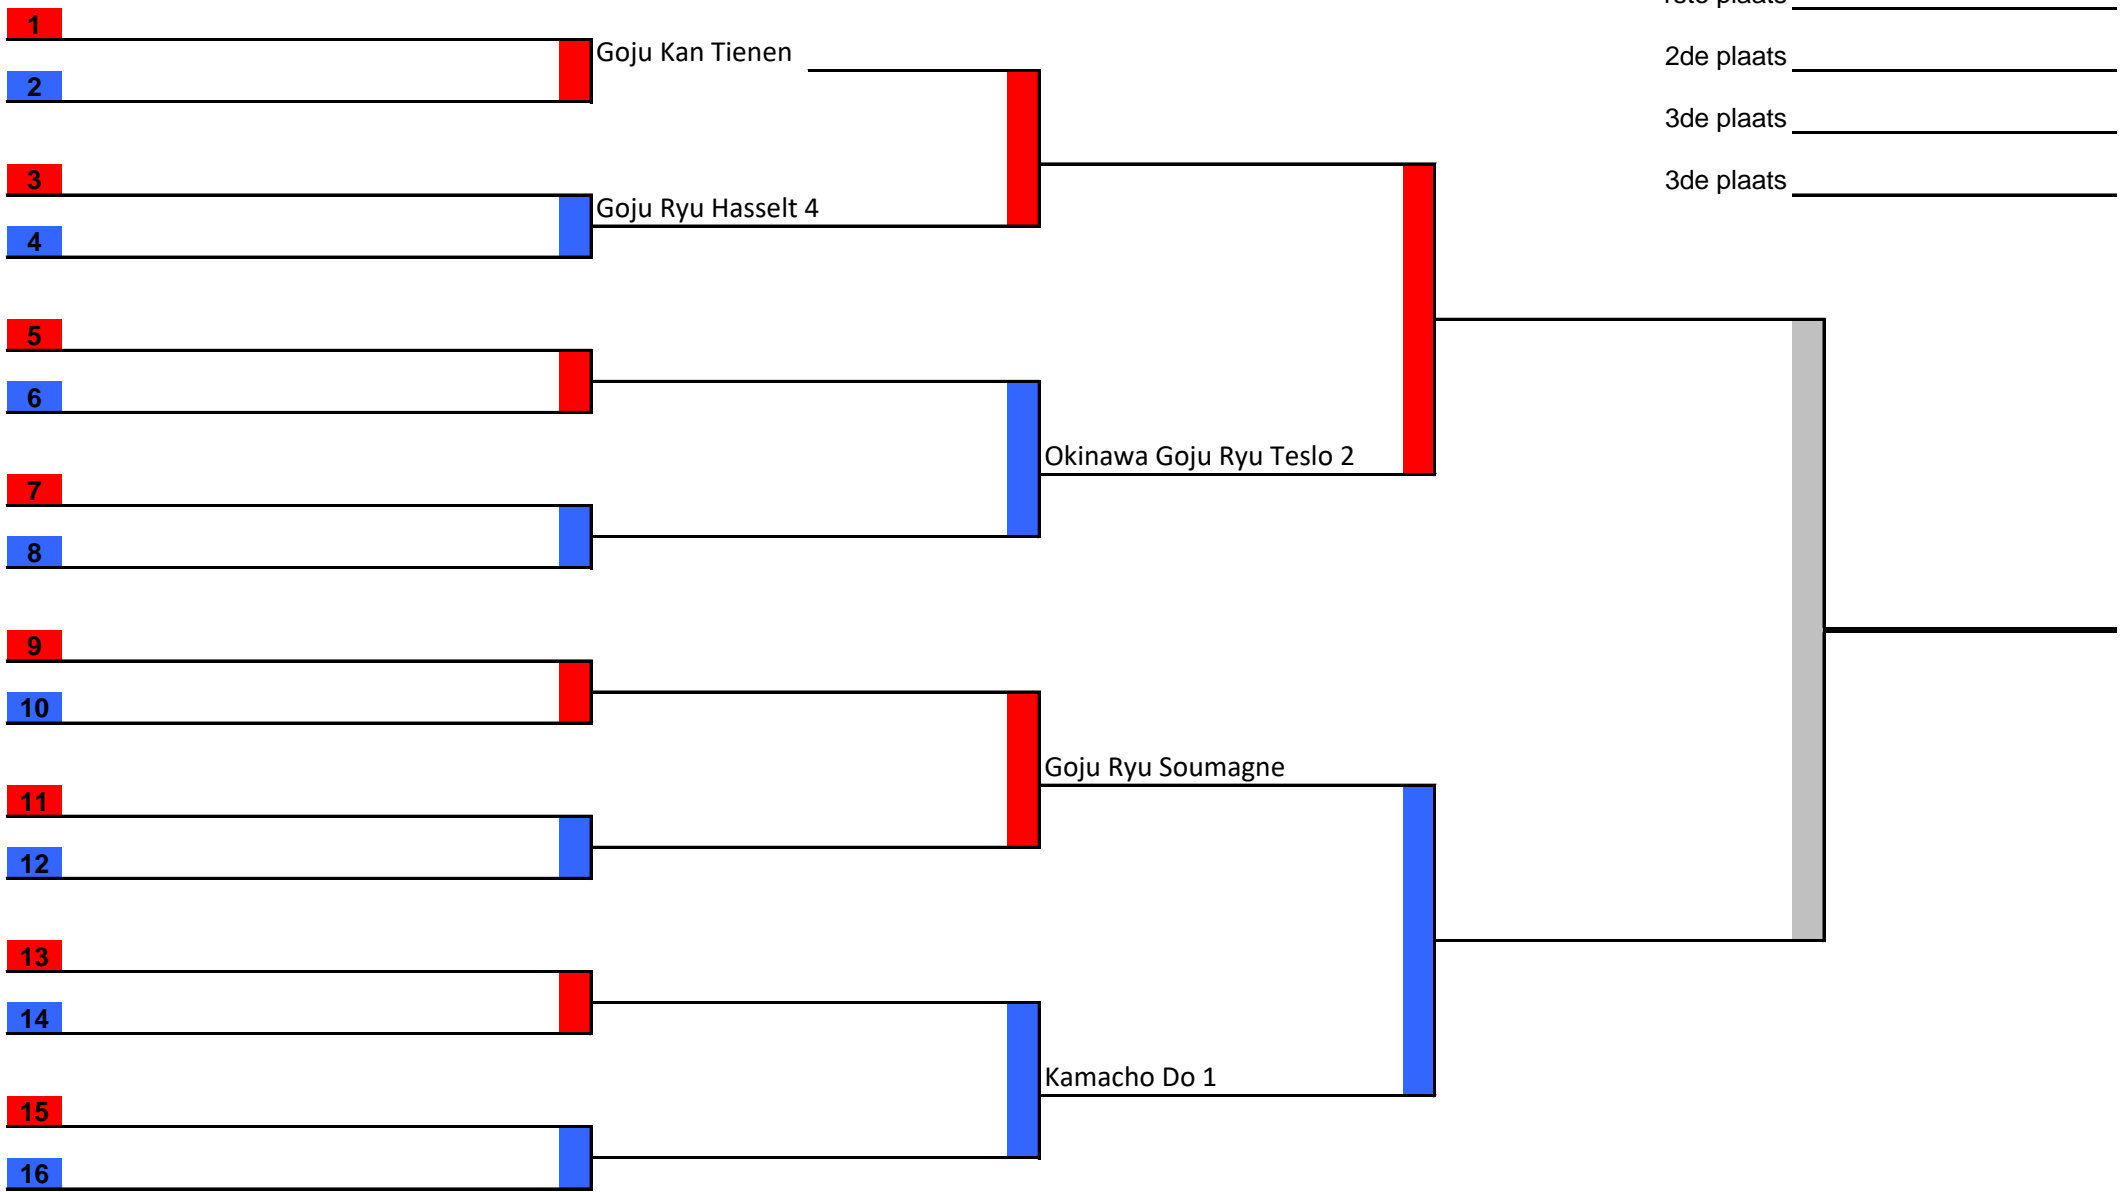 1
Goju Kan Tienen
2de plaats
2
3de plaats
3
3de plaats
Goju Ryu Hasselt 4
4
5
6
Okinawa Goju Ryu Teslo 2
7
8
9
10
Goju Ryu Soumagne
11
12
13
14
Kamacho Do 1
15
16